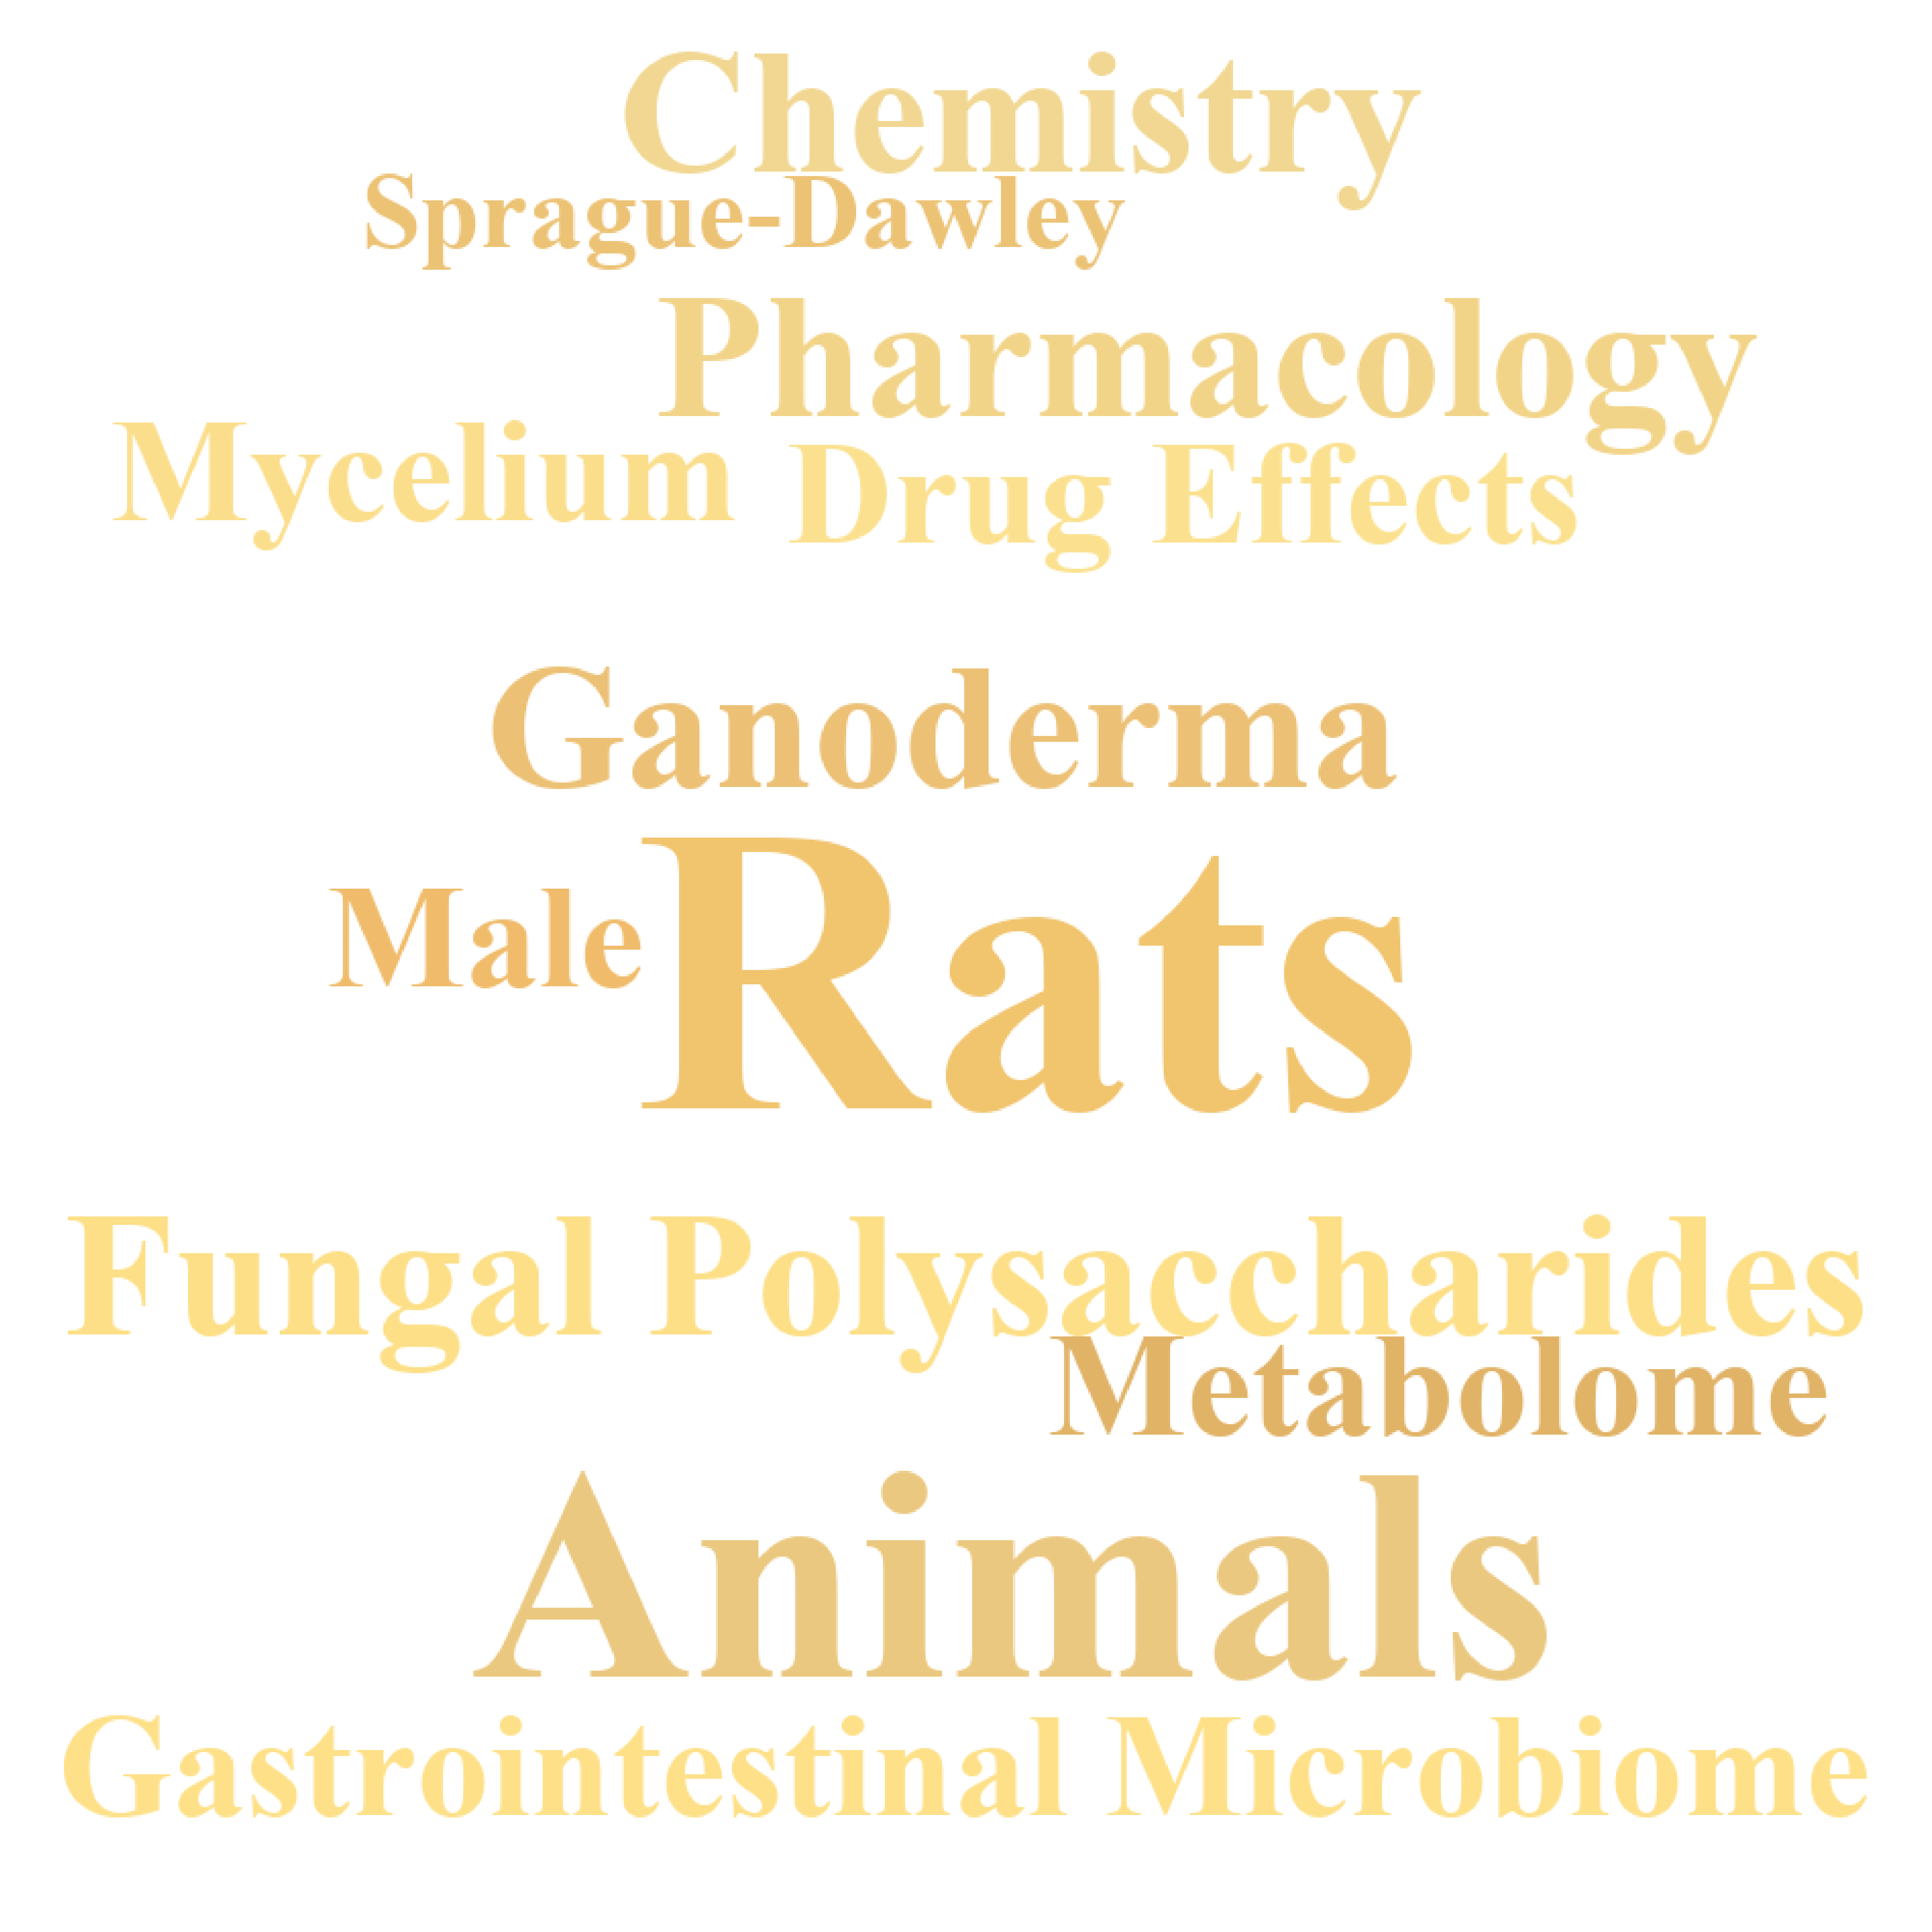 Chemistry
Sprague-Dawley
Pharmacology
Mycelium
Drug Effects
Ganoderma
Male
Rats
Fungal Polysaccharides
Metabolome
Animals
Gastrointestinal Microbiome